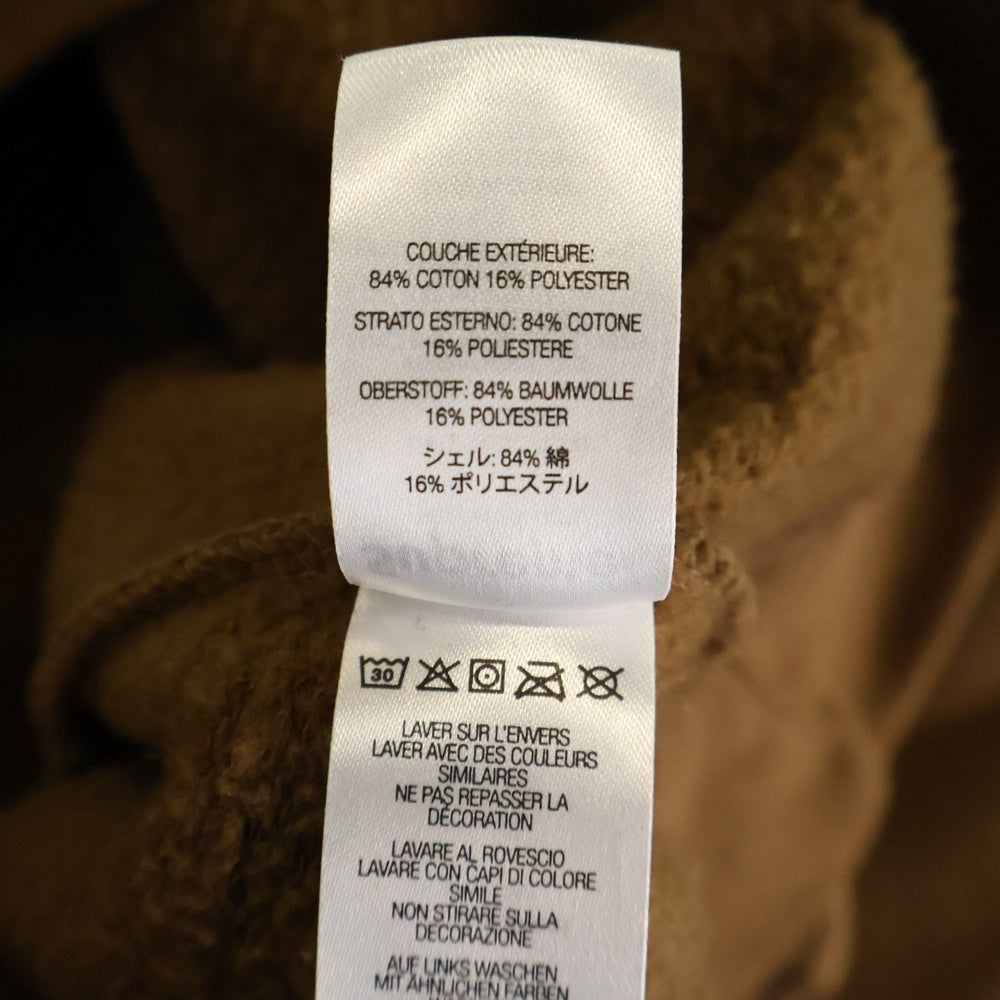 COUCHE EXTÉRIEURE:
84% COTON 16% POLYESTER
STRATO ESTERNO: 84% COTONE
16% POLIESTERE
OBERSTOFF: 84% BAUMWOLLE
16% POLYESTER
シェル: 84% 綿
16% ポリエステル
30
LAVER SUR L'ENVERS
LAVER AVEC DES COULEURS
SIMILAIRES
NE PAS REPASSER LA
DÉCORATION
LAVARE AL ROVESCIO
LAVARE CON CAPI DI COLORE
SIMILE
NON STIRARE SULLA
DECORAZIONE
AUF LINKS WASCHEN
MIT ÄHNLICHEN FARBEN